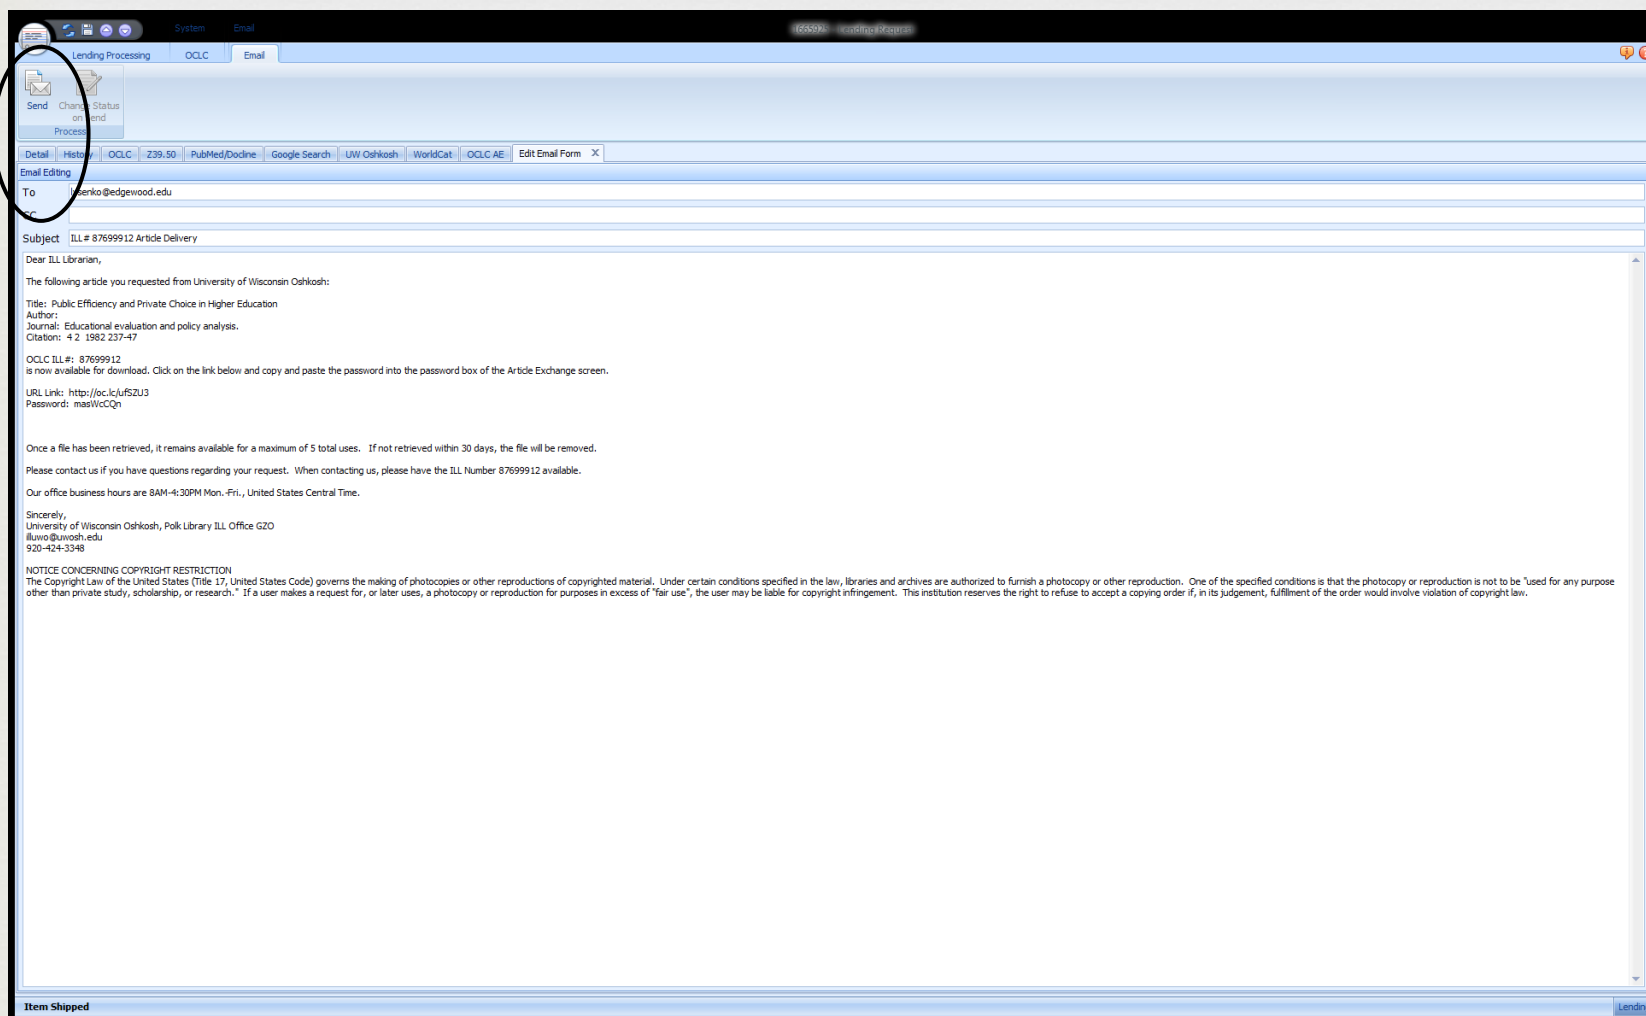 System Email 1665925 - Lending Request
Lending Processing OCLC Email
Send Change Status on Send
Process
Detail History OCLC Z39.50 PubMed/Docline Google Search UW Oshkosh WorldCat OCLC AE Edit Email Form X
Email Editing
To @edgewood.edu
CC
Subject ILL# 87699912 Article Delivery
Dear ILL Librarian,
The following article you requested from University of Wisconsin Oshkosh:
Title: Public Efficiency and Private Choice in Higher Education
Author:
Journal: Educational evaluation and policy analysis.
Citation: 4 2 1982 237-47
OCLC ILL#: 87699912
is now available for download. Click on the link below and copy and paste the password into the password box of the Article Exchange screen.
URL Link: http://oc.lc/ufSZU3
Password: masWcCQn
Once a file has been retrieved, it remains available for a maximum of 5 total uses. If not retrieved within 30 days, the file will be removed.
Please contact us if you have questions regarding your request. When contacting us, please have the ILL Number 87699912 available.
Our office business hours are 8AM-4:30PM Mon.-Fri., United States Central Time.
Sincerely,
University of Wisconsin Oshkosh, Polk Library ILL Office GZO
illuwo@uwosh.edu
920-424-3348
NOTICE CONCERNING COPYRIGHT RESTRICTION
The Copyright Law of the United States (Title 17, United States Code) governs the making of photocopies or other reproductions of copyrighted material. Under certain conditions specified in the law, libraries and archives are authorized to furnish a photocopy or other reproduction. One of the specified conditions is that the photocopy or reproduction is not to be "used for any purpose
other than private study, scholarship, or research." If a user makes a request for, or later uses, a photocopy or reproduction for purposes in excess of "fair use", the user may be liable for copyright infringement. This institution reserves the right to refuse to accept a copying order if, in its judgement, fulfillment of the order would involve violation of copyright law.
Item Shipped Lendin